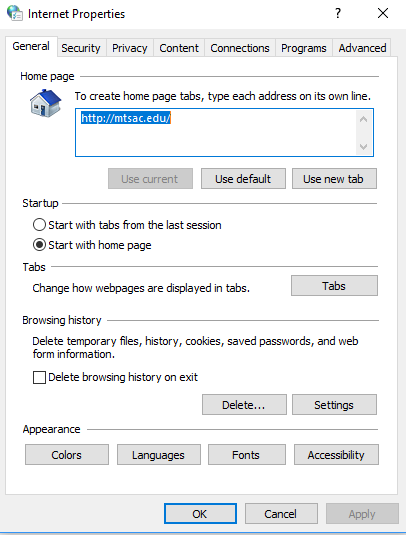 Internet Properties
?
General Security Privacy Content Connections Programs Advanced
Home page
To create home page tabs, type each address on its own line.
http://mtsac.edu/
Use current Use default Use new tab
Startup
Start with tabs from the last session
Start with home page
Tabs
Change how webpages are displayed in tabs. Tabs
Browsing history
Delete temporary files, history, cookies, saved passwords, and web
form information.
Delete browsing history on exit
Delete... Settings
Appearance
Colors Languages Fonts Accessibility
OK Cancel Apply